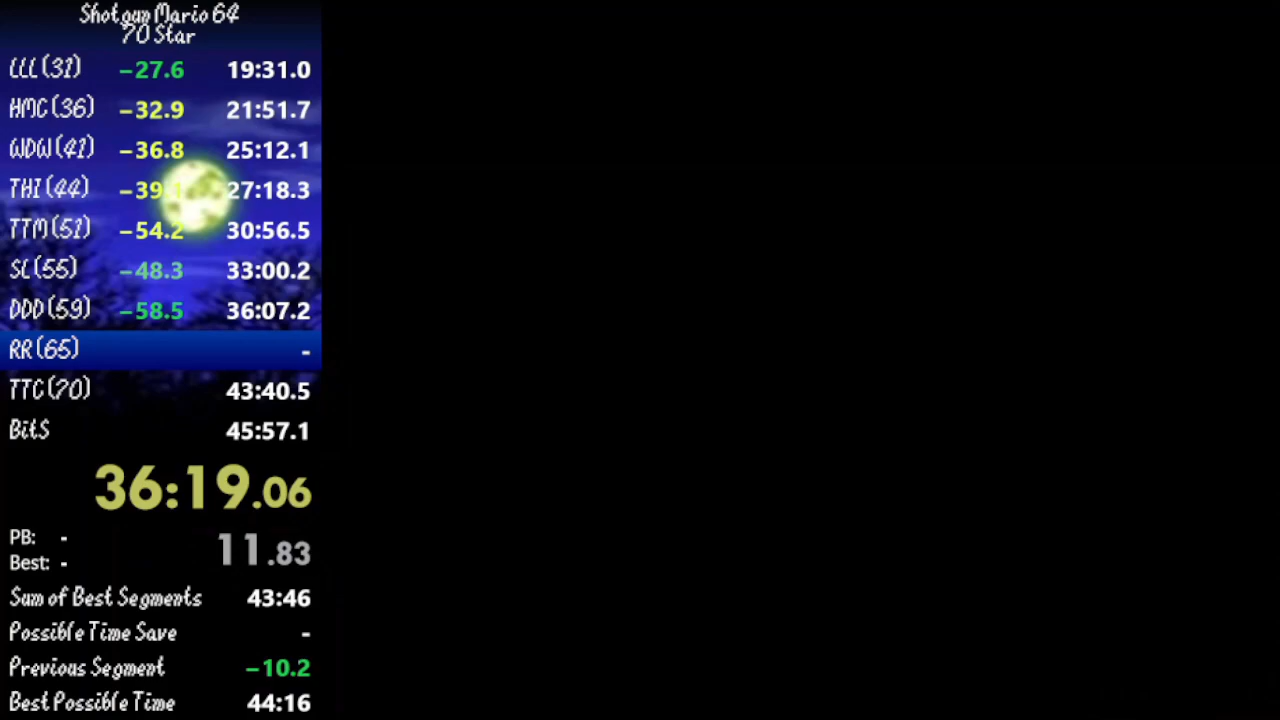 Shotgun Mario 64
70 Star
LLL(31) -27.6 19:31.0
HMC(36) -32.9 21:51.7
WDW(41) -36.8 25:12.1
THI(44) -39.1 27:18.3
TTM(51) -54.2 30:56.5
SL(55) -48.3 33:00.2
DDD(59) -58.5 36:07.2
RR(65) -
TTC(70) 43:40.5
BitS 45:57.1
36:19.06
PB: -
Best: -
11.83
Sum of Best Segments 43:46
Possible Time Save -
Previous Segment -10.2
Best Possible Time 44:16